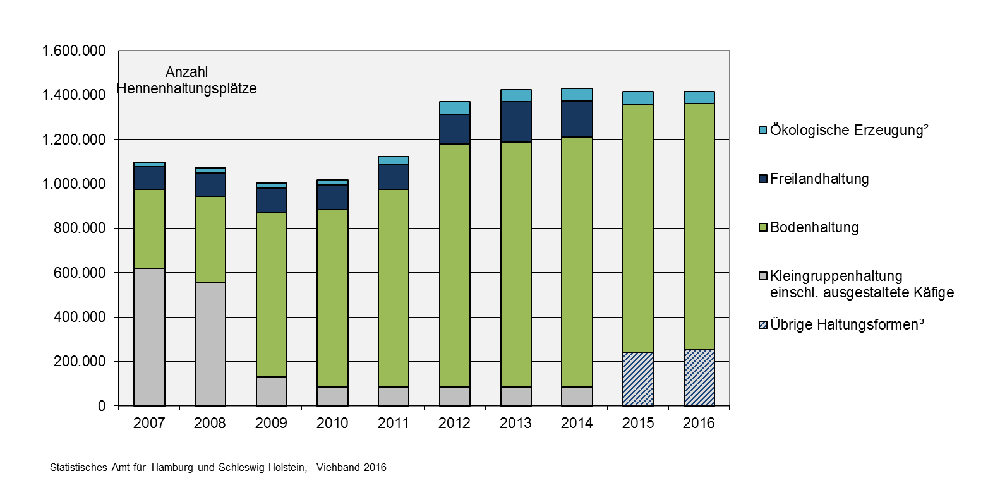 1.600.000
Anzahl
Hennenhaltungsplätze
1.400.000
1.200.000
1.000.000
800.000
600.000
400.000
200.000
0
2007 2008 2009 2010 2011 2012 2013 2014 2015 2016
Ökologische Erzeugung²
Freilandhaltung
Bodenhaltung
Kleingruppenhaltung
einschl. ausgestaltete Käfige
Übrige Haltungsformen³
Statistisches Amt für Hamburg und Schleswig-Holstein, Viehband 2016